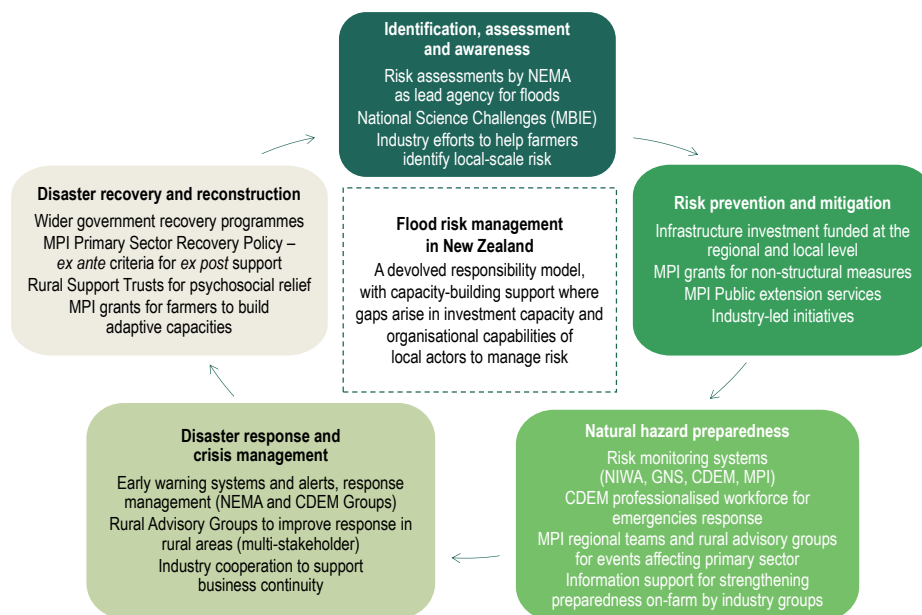 Identification, assessment
and awareness
Risk assessments by NEMA
as lead agency for floods
National Science Challenges (MBIE)
Industry efforts to help farmers
identify local-scale risk
Risk prevention and mitigation
Infrastructure investment funded at the
regional and local level
MPI grants for non-structural measures
MPI Public extension services
Industry-led initiatives
Natural hazard preparedness
Risk monitoring systems
(NIWA, GNS, CDEM, MPI)
CDEM professionalised workforce for
emergencies response
MPI regional teams and rural advisory groups
for events affecting primary sector
Information support for strengthening
preparedness on-farm by industry groups
Disaster response and
crisis management
Early warning systems and alerts, response
management (NEMA and CDEM Groups)
Rural Advisory Groups to improve response in
rural areas (multi-stakeholder)
Industry cooperation to support
business continuity
Disaster recovery and reconstruction
Wider government recovery programmes
MPI Primary Sector Recovery Policy –
ex ante criteria for ex post support
Rural Support Trusts for psychosocial relief
MPI grants for farmers to build
adaptive capacities
Flood risk management
in New Zealand
A devolved responsibility model,
with capacity-building support where
gaps arise in investment capacity and
organisational capabilities of
local actors to manage risk